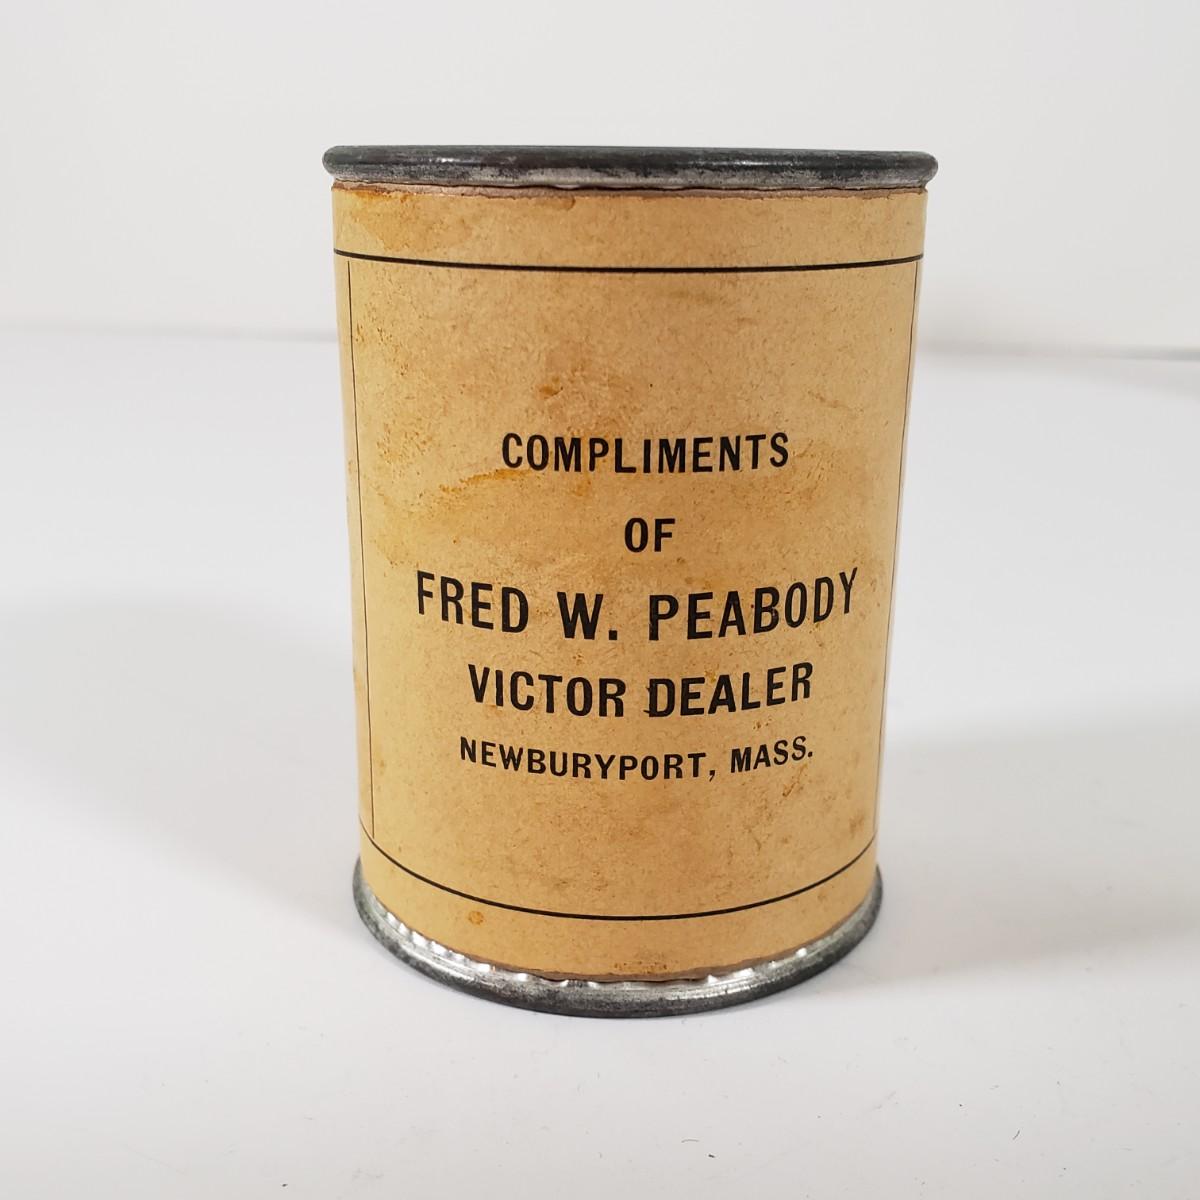 COMPLIMENTS
OF
FRED W. PEABODY
VICTOR DEALER
NEWBURYPORT, MASS.